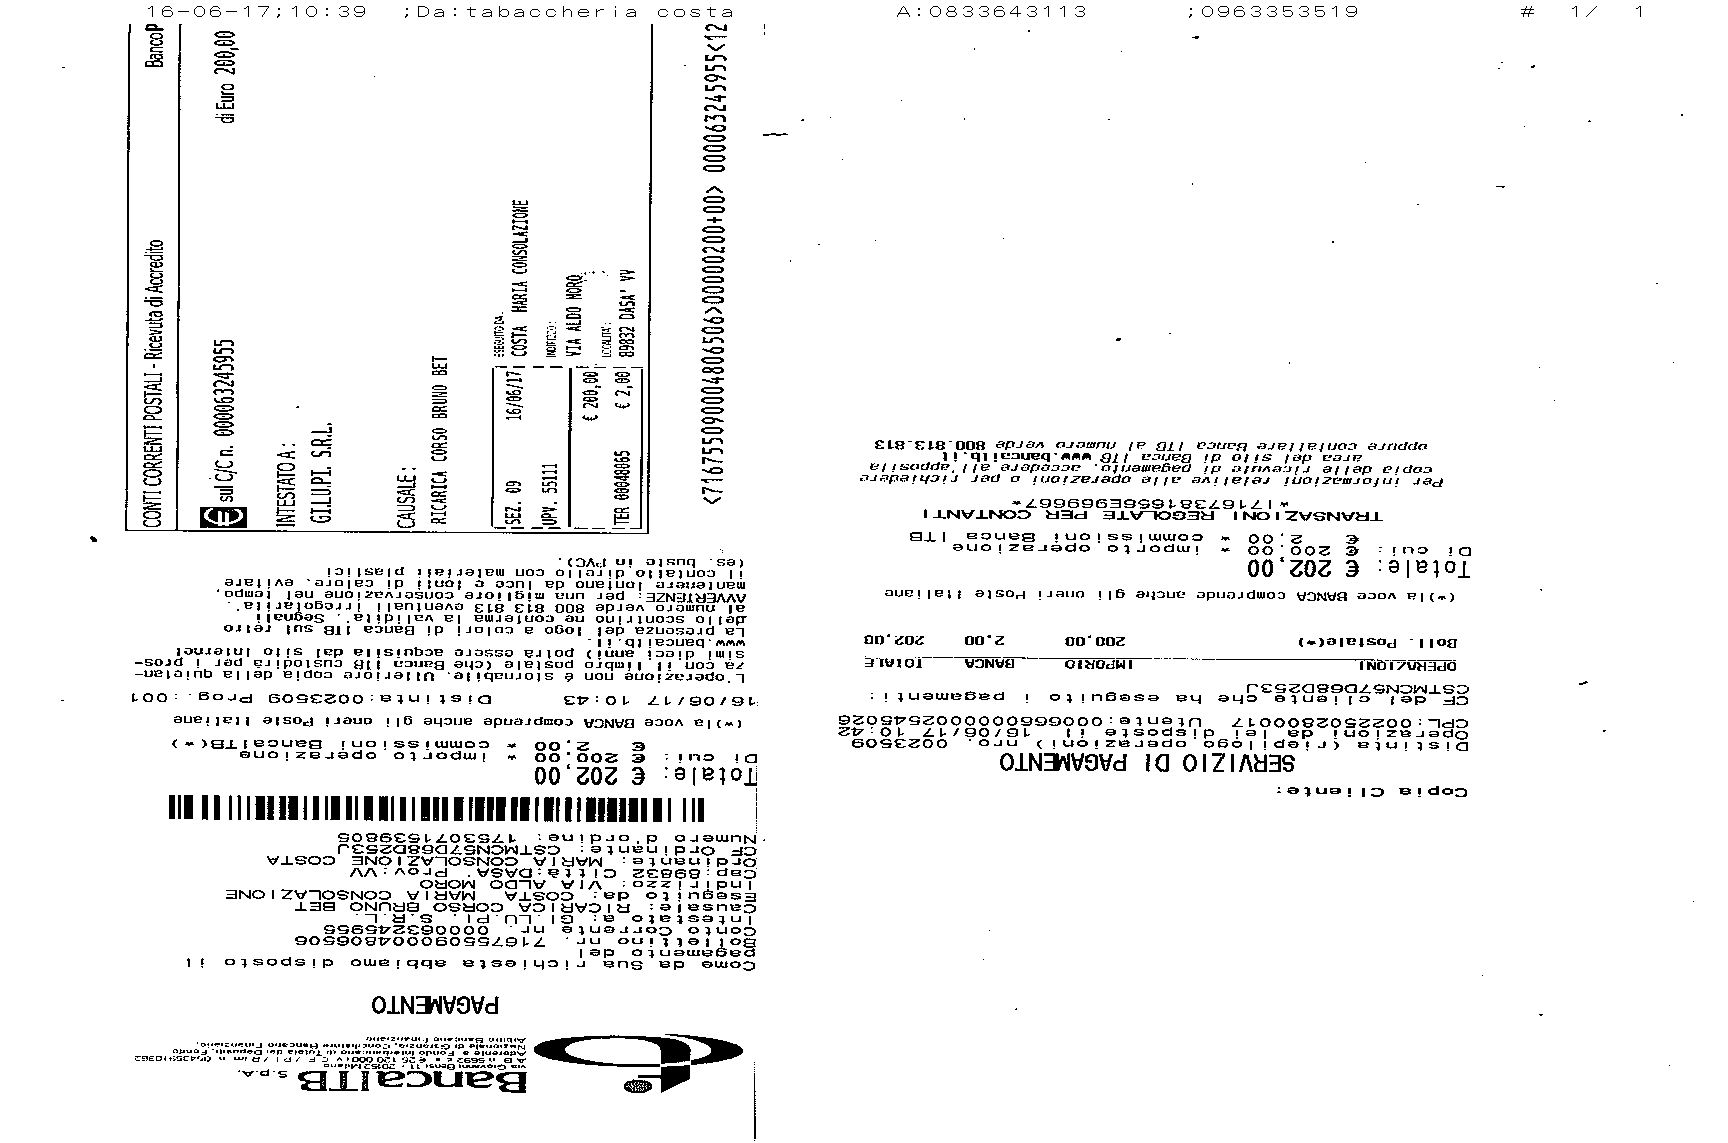 16-06-17;10:39 ;Da:tabaccheria costa A:0833643113 ;0963353519 # 1/ 1
CONTI CORRENTI POSTALI - Ricevuta di Accredito BancoP
sul C/C n. 000063245955 di Euro 200,00
INTESTATO A:
GI.LU.PI. S.R.L.
CAUSALE:
RICARICA CORSO BRUNO BET
ESEGUITO DA:
SEZ. 09 16/06/17 COSTA MARIA CONSOLAZIONE
UPV. 55111 INDIRIZZO:
VIA ALDO MORO
€ 200,00 LOCALITA':
TER 00048065 € 2,00 89832 DASA' VV
<716755090004806506>00000200+00> 000063245955<12
BancaITB S.p.A.
PAGAMENTO
Come da Sua richiesta abbiamo disposto il
pagamento del
Bollettino nr. 716755090004806506
Conto corrente nr. 000063245955
Intestato a: GI.LU.PI. S.R.L.
Causale: RICARICA CORSO BRUNO BET
Eseguito da: COSTA MARIA CONSOLAZIONE
Indirizzo: VIA ALDO MORO
Cap:89832 Citta:DASA'. Prov:VV
Ordinante: MARIA CONSOLAZIONE COSTA
CF Ordinante: CSTMCN57D68D253J
Numero d'ordine: 1753071539805
Totale: € 202,00
Di cui: € 200,00 * importo operazione
€ 2,00 * commissioni BancaITB(*)
(*)la voce BANCA comprende anche gli oneri Poste Italiane
16/06/17 10:43 Distinta:0023509 Prog.:001
L'operazione non è stornabile. Ulteriore copia della quietan-
za con il timbro postale (che Banca ITB custodirà per i pros-
simi dieci anni) potrà essere acquisita dal sito internet
www.bancaitb.it.
La presenza del logo a colori di Banca ITB sul retro
dello scontrino ne conferma la validità. Segnali
al numero verde 800 813 813 eventuali irregolarità.
AVVERTENZE: per una migliore conservazione nel tempo,
mantenere lontano da luce e fonti di calore, evitare
il contatto diretto con materiali plastici
(es. buste in PVC).
Copia Cliente:
SERVIZIO DI PAGAMENTO
Distinta (riepilogo operazioni) nro. 0023509
Operazioni da lei disposte il 16/06/17 10:42
CPL:00225028000017 Utente:0006600000002545026
CF del cliente che ha eseguito i pagamenti:
CSTMCN57D68D253J
OPERAZIONI IMPORTO BANCA TOTALE
Boll. Postale(*) 200,00 2,00 202,00
(*)la voce BANCA comprende anche gli oneri Poste Italiane
Totale: € 202,00
Di cui: € 200,00 * importo operazione
€ 2,00 * commissioni Banca ITB
TRANSAZIONI REGOLATE PER CONTANTI
Per informazioni relative alle operazioni o per richiedere
copia delle ricevute di pagamento, accedere all'apposita
area del sito di Banca ITB www.bancaitb.it
oppure contattare Banca ITB al numero verde 800.813.813